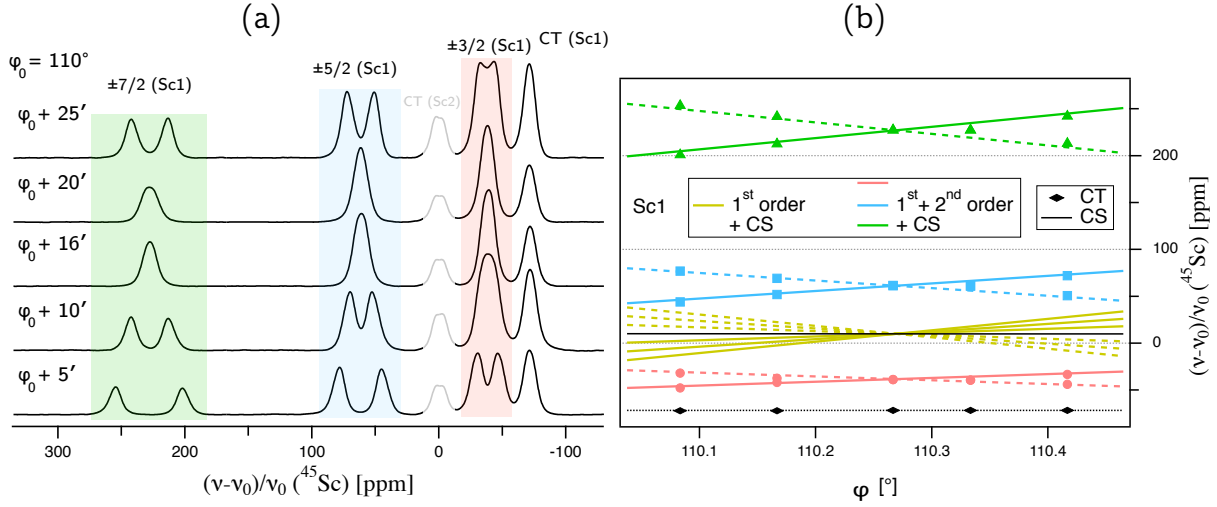 (a)
φ0 = 110°
±7/2 (Sc1)
±5/2 (Sc1)
±3/2 (Sc1)
CT (Sc1)
CT (Sc2)
φ0 + 25′
φ0 + 20′
φ0 + 16′
φ0 + 10′
φ0 + 5′
300
200
100
0
-100
(ν-ν0)/ν0 (45Sc) [ppm]
(b)
Sc1
1st order
+ CS
1st + 2nd order
+ CS
CT
CS
200
100
0
(ν-ν0)/ν0 (45Sc) [ppm]
110.1
110.2
110.3
110.4
φ [°]